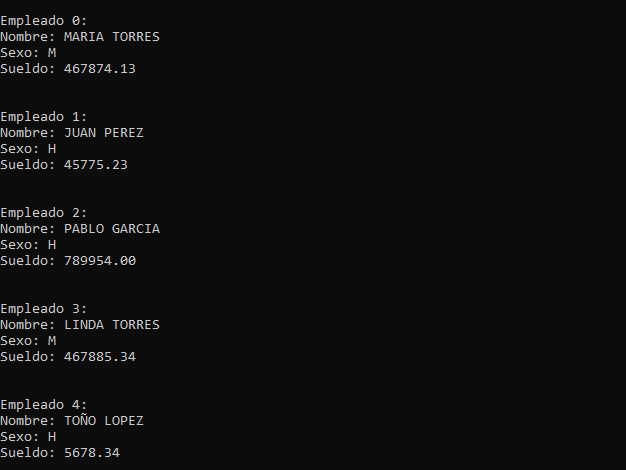 Empleado 0:
Nombre: MARIA TORRES
Sexo: M
Sueldo: 467874.13
Empleado 1:
Nombre: JUAN PEREZ
Sexo: H
Sueldo: 45775.23
Empleado 2:
Nombre: PABLO GARCIA
Sexo: H
Sueldo: 789954.00
Empleado 3:
Nombre: LINDA TORRES
Sexo: M
Sueldo: 467885.34
Empleado 4:
Nombre: TOÑO LOPEZ
Sexo: H
Sueldo: 5678.34